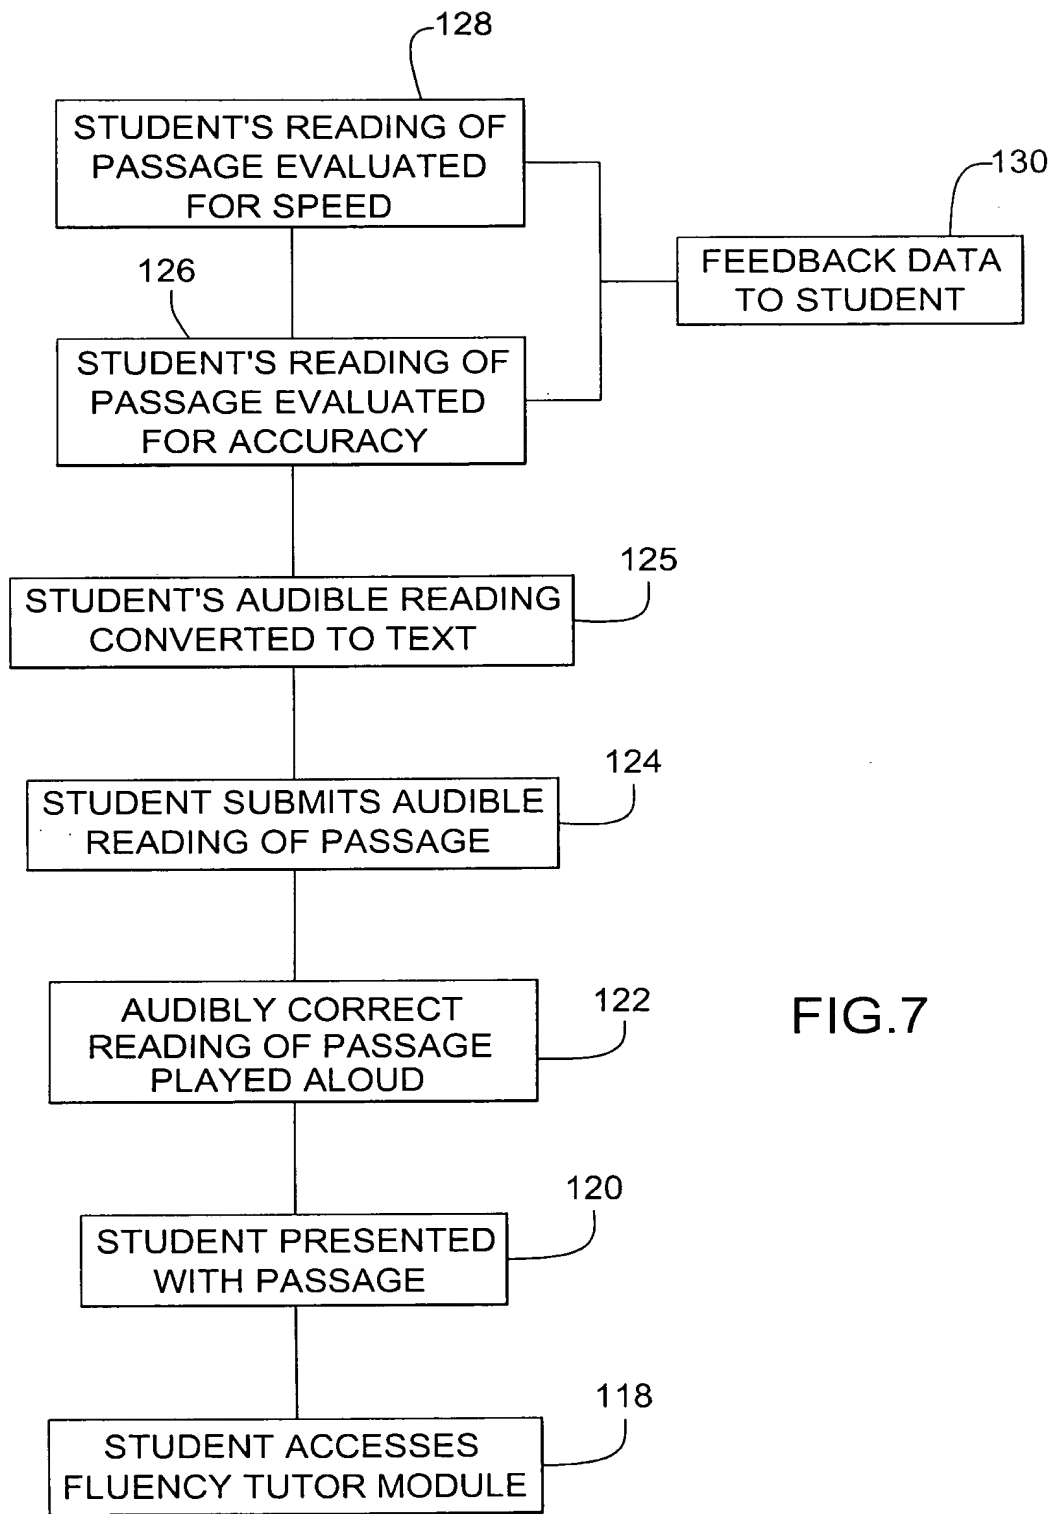 128
STUDENT'S READING OF
PASSAGE EVALUATED
FOR SPEED
130
FEEDBACK DATA
TO STUDENT
126
STUDENT'S READING OF
PASSAGE EVALUATED
FOR ACCURACY
125
STUDENT'S AUDIBLE READING
CONVERTED TO TEXT
124
STUDENT SUBMITS AUDIBLE
READING OF PASSAGE
122
AUDIBLY CORRECT
READING OF PASSAGE
PLAYED ALOUD
FIG.7
120
STUDENT PRESENTED
WITH PASSAGE
118
STUDENT ACCESSES
FLUENCY TUTOR MODULE